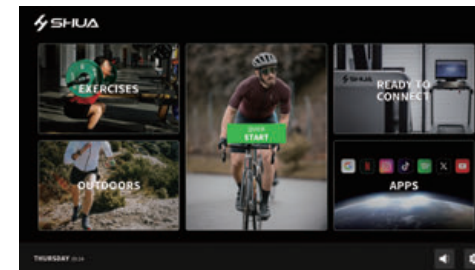 SHUA
EXERCISES
QUICK
START
READY TO
CONNECT
OUTDOORS
APPS
THURSDAY